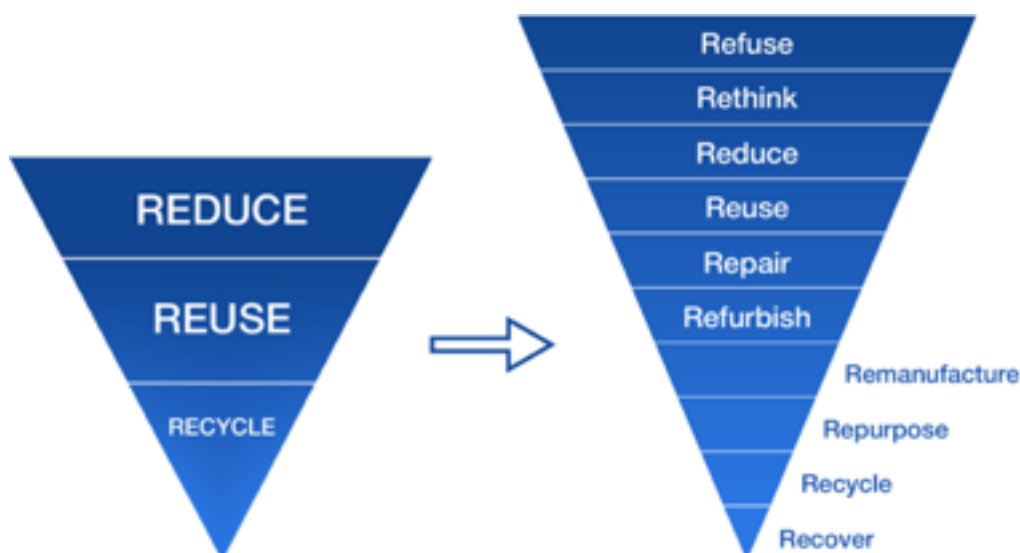 REDUCE
REUSE
RECYCLE
Refuse
Rethink
Reduce
Reuse
Repair
Refurbish
Remanufacture
Repurpose
Recycle
Recover